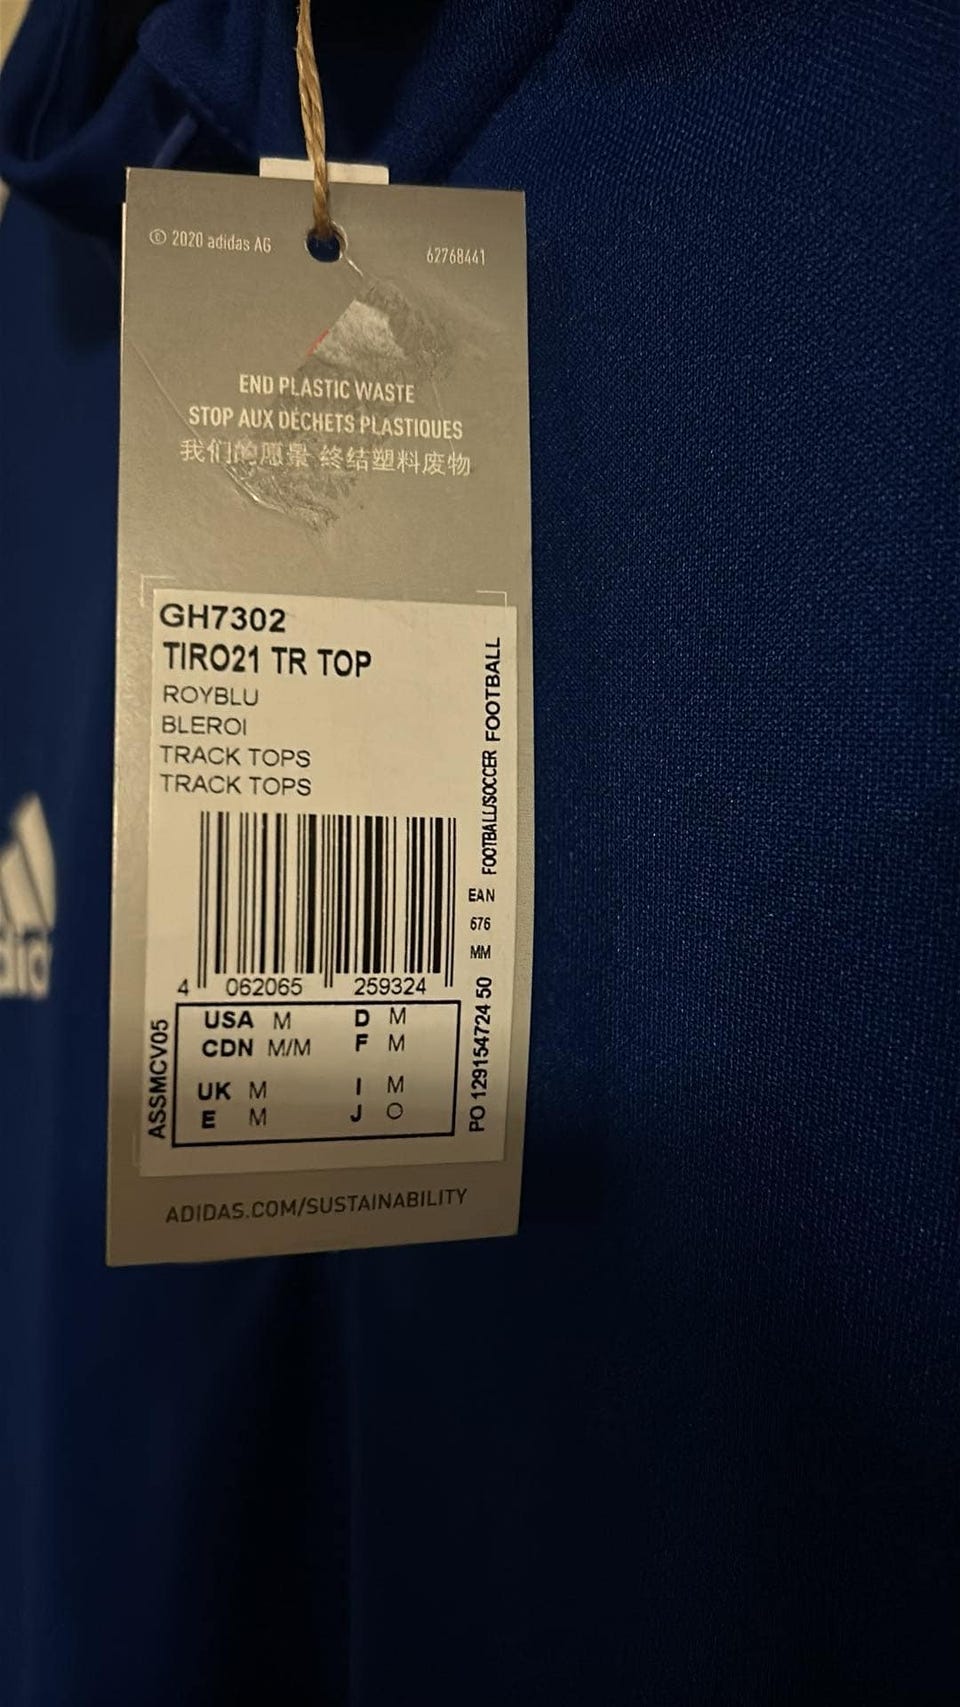 © 2020 adidas AG
62768441
END PLASTIC WASTE
STOP AUX DÉCHETS PLASTIQUES
我们的愿景 终结塑料废物
GH7302
TIRO21 TR TOP
ROYBLU
BLEROI
TRACK TOPS
TRACK TOPS
FOOTBALL/SOCCER FOOTBALL
EAN
676
MM
4 062065 259324
PO 129154724 50
ASSMCV05
USA M D M
CDN M/M F M
UK M I M
E M J O
ADIDAS.COM/SUSTAINABILITY